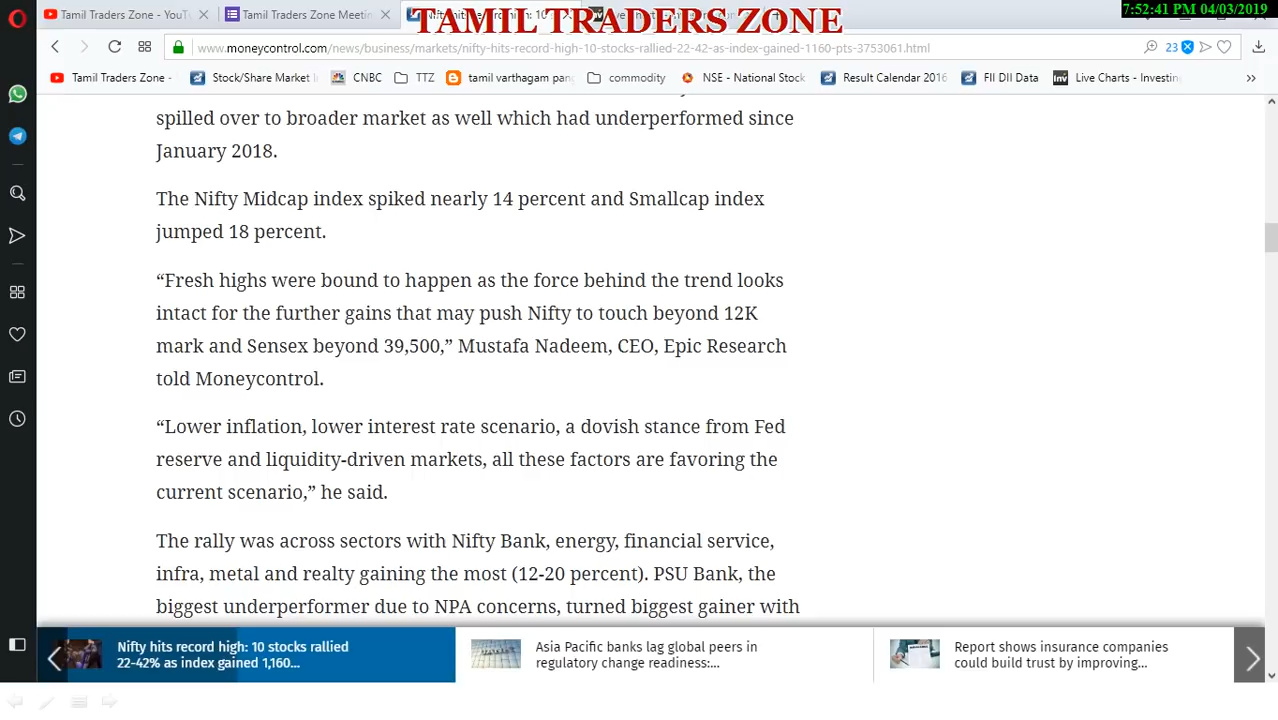 7:52:41 PM 04/03/2019
TAMIL TRADERS ZONE
Tamil Traders Zone - YouT
Tamil Traders Zone Meetin
www.moneycontrol.com/news/business/markets/nifty-hits-record-high-10-stocks-rallied-22-42-as-index-gained-1160-pts-3753061.html
23
Tamil Traders Zone -
Stock/Share Market
CNBC
TTZ
tamil varthagam pan
commodity
NSE - National Stock
Result Calendar 2016
FII DII Data
Inv
Live Charts - Investin
spilled over to broader market as well which had underperformed since
January 2018.
The Nifty Midcap index spiked nearly 14 percent and Smallcap index
jumped 18 percent.
“Fresh highs were bound to happen as the force behind the trend looks
intact for the further gains that may push Nifty to touch beyond 12K
mark and Sensex beyond 39,500,” Mustafa Nadeem, CEO, Epic Research
told Moneycontrol.
“Lower inflation, lower interest rate scenario, a dovish stance from Fed
reserve and liquidity-driven markets, all these factors are favoring the
current scenario,” he said.
The rally was across sectors with Nifty Bank, energy, financial service,
infra, metal and realty gaining the most (12-20 percent). PSU Bank, the
biggest underperformer due to NPA concerns, turned biggest gainer with
Nifty hits record high: 10 stocks rallied
22-42% as index gained 1,160...
Asia Pacific banks lag global peers in
regulatory change readiness:...
Report shows insurance companies
could build trust by improving...